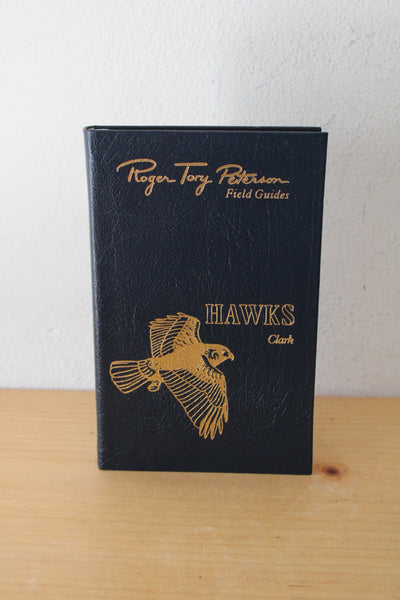 Roger Tory Peterson
Field Guides
HAWKS
Clark